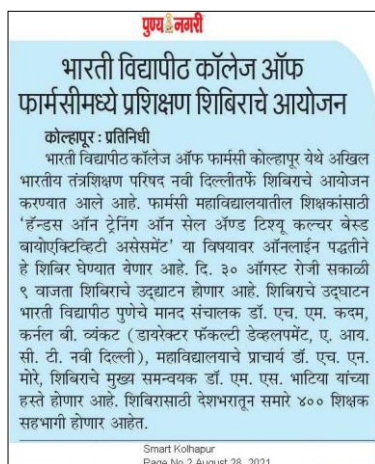 पुण्य नगरी
भारती विद्यापीठ कॉलेज ऑफ
फार्मसीमध्ये प्रशिक्षण शिबिराचे आयोजन
कोल्हापूर : प्रतिनिधी
भारती विद्यापीठ कॉलेज ऑफ फार्मसी कोल्हापूर येथे अखिल
भारतीय तंत्रशिक्षण परिषद नवी दिल्लीतर्फे शिबिराचे आयोजन
करण्यात आले आहे. फार्मसी महाविद्यालयातील शिक्षकांसाठी
'हॅन्डस ऑन ट्रेनिंग ऑन सेल ॲण्ड टिश्यू कल्चर बेस्ड
बायोएक्टिव्हिटी असेसमेंट' या विषयावर ऑनलाईन पद्धतीने
हे शिबिर घेण्यात येणार आहे. दि. ३० ऑगस्ट रोजी सकाळी
९ वाजता शिबिराचे उद्घाटन होणार आहे. शिबिराचे उद्घाटन
भारती विद्यापीठ पुणेचे मानद संचालक डॉ. एच. एम. कदम,
कर्नल बी. व्यंकट (डायरेक्टर फॅकल्टी डेव्हलपमेंट, ए. आय.
सी. टी. नवी दिल्ली), महाविद्यालयाचे प्राचार्य डॉ. एच. एन.
मोरे, शिबिराचे मुख्य समन्वयक डॉ. एम. एस. भाटिया यांच्या
हस्ते होणार आहे. शिबिरासाठी देशभरातून समारे ४०० शिक्षक
सहभागी होणार आहेत.
Smart Kolhapur
Page No.2 August 28, 2021